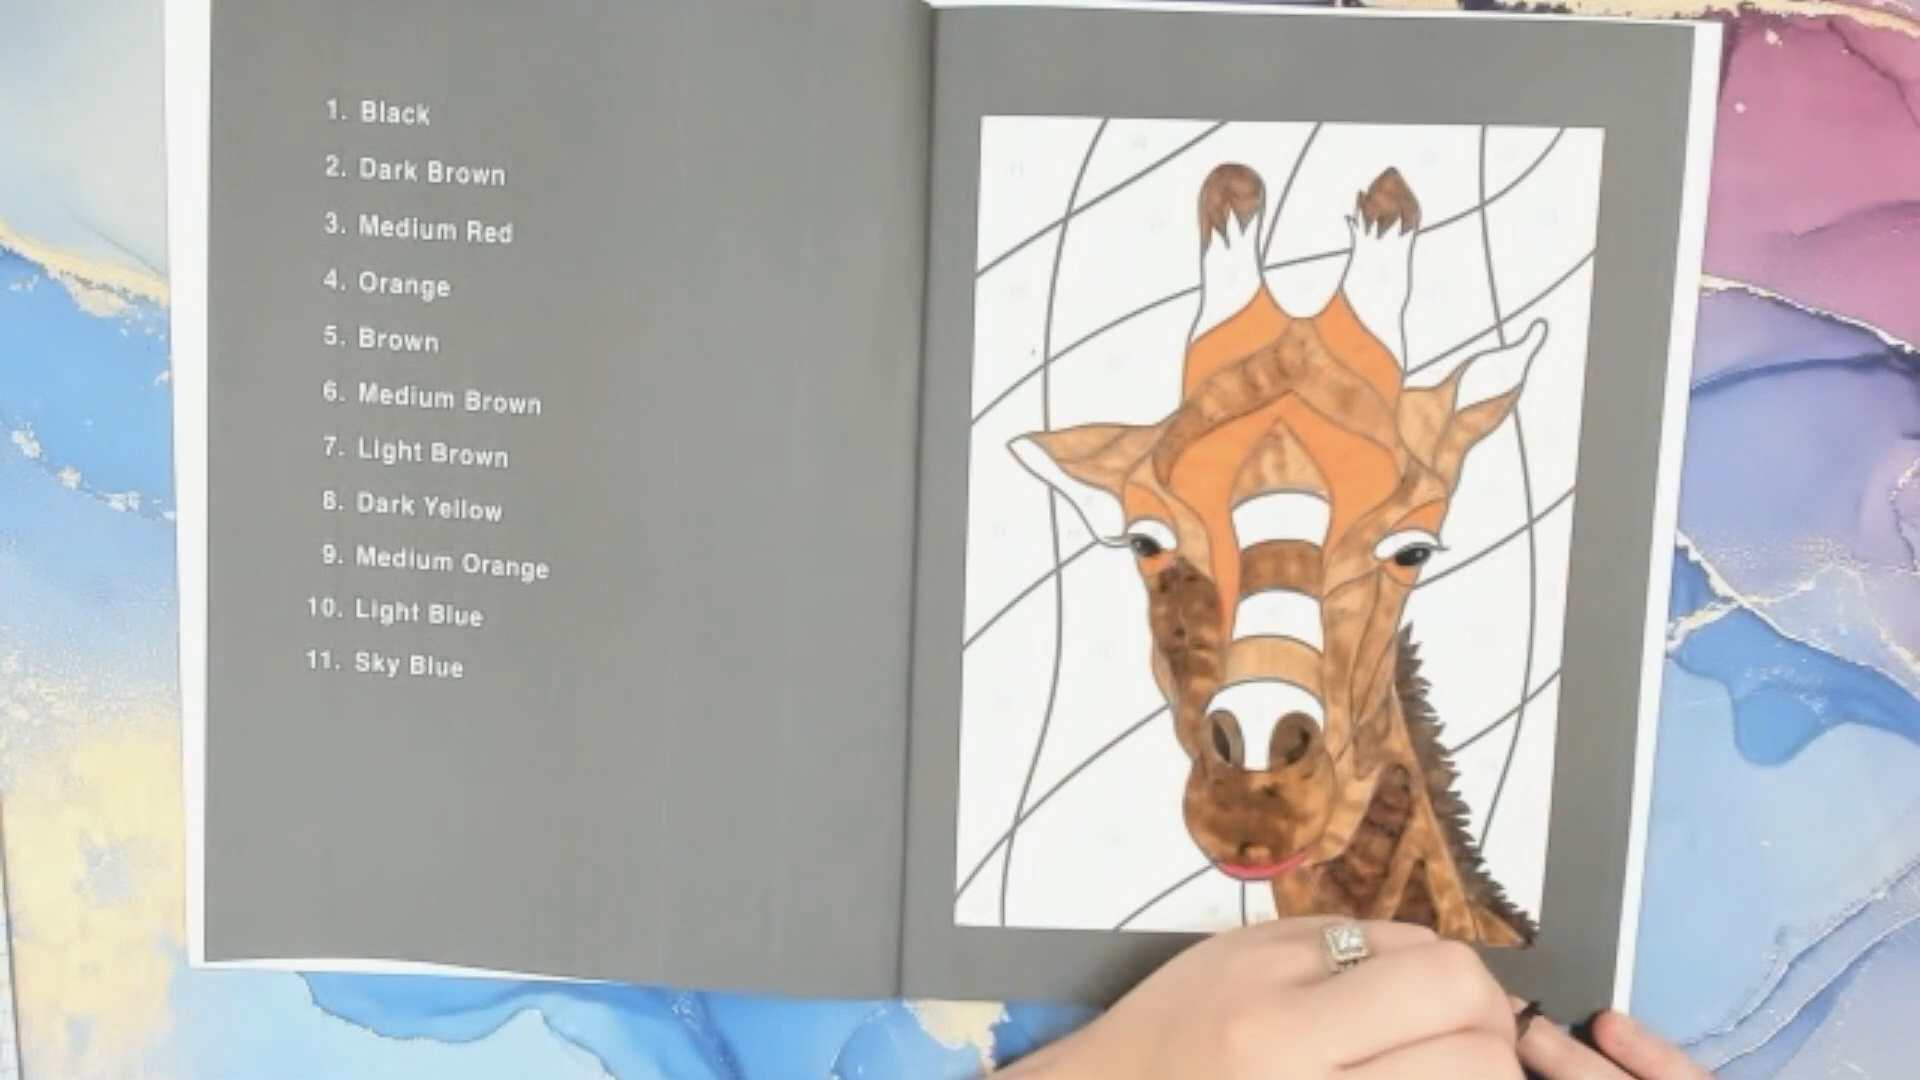 1. Black
2. Dark Brown
3. Medium Red
4. Orange
5. Brown
6. Medium Brown
7. Light Brown
8. Dark Yellow
9. Medium Orange
10. Light Blue
11. Sky Blue